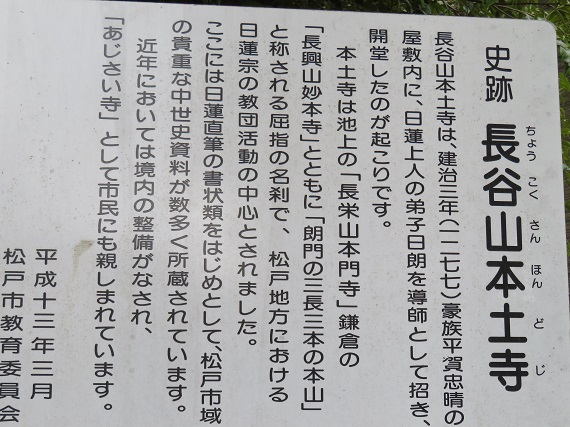 史跡 長谷山本土寺
ちょう こく さん ほん ど じ
長谷山本土寺は、建治三年(一二七七)豪族平賀忠晴の
屋敷内に、日蓮上人の弟子日朗を導師として招き、
開堂したのが起こりです。
本土寺は池上の「長栄山本門寺」鎌倉の
「長興山妙本寺」とともに「朗門の三長三本の本山」
と称される屈指の名刹で、松戸地方における
日蓮宗の教団活動の中心とされました。
ここには日蓮直筆の書状類をはじめとして、松戸市域
の貴重な中世史資料が数多く所蔵されています。
近年においては境内の整備がなされ、
「あじさい寺」として市民にも親しまれています。
平成十三年三月
松戸市教育委員会